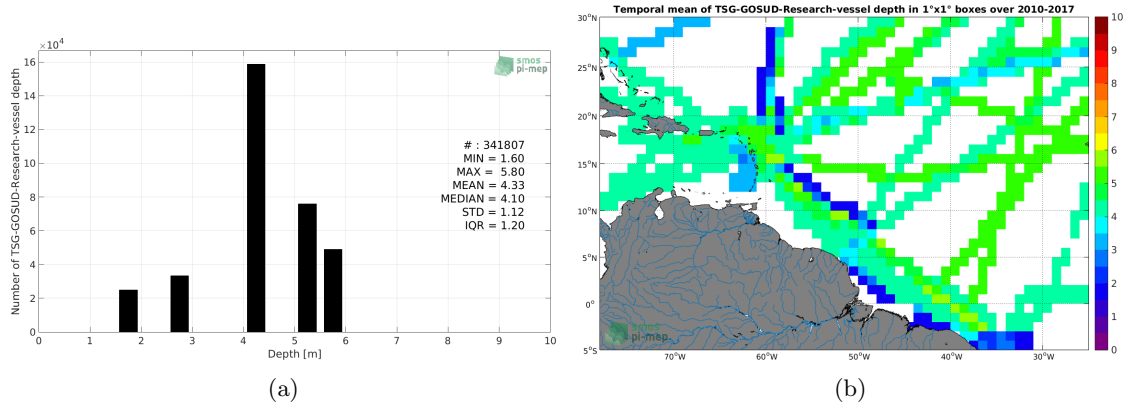 ×10⁴
16
14
12
10
8
6
4
2
0
Number of TSG-GOSUD-Research-vessel depth
smos
pi-mep
# : 341807
MIN = 1.60
MAX = 5.80
MEAN = 4.33
MEDIAN = 4.10
STD = 1.12
IQR = 1.20
0 1 2 3 4 5 6 7 8 9 10
Depth [m]
(a)
Temporal mean of TSG-GOSUD-Research-vessel depth in 1°x1° boxes over 2010-2017
30°N
25°N
20°N
15°N
10°N
5°N
0°
5°S
smos
pi-mep
70°W 60°W 50°W 40°W 30°W
10
9
8
7
6
5
4
3
2
1
0
(b)